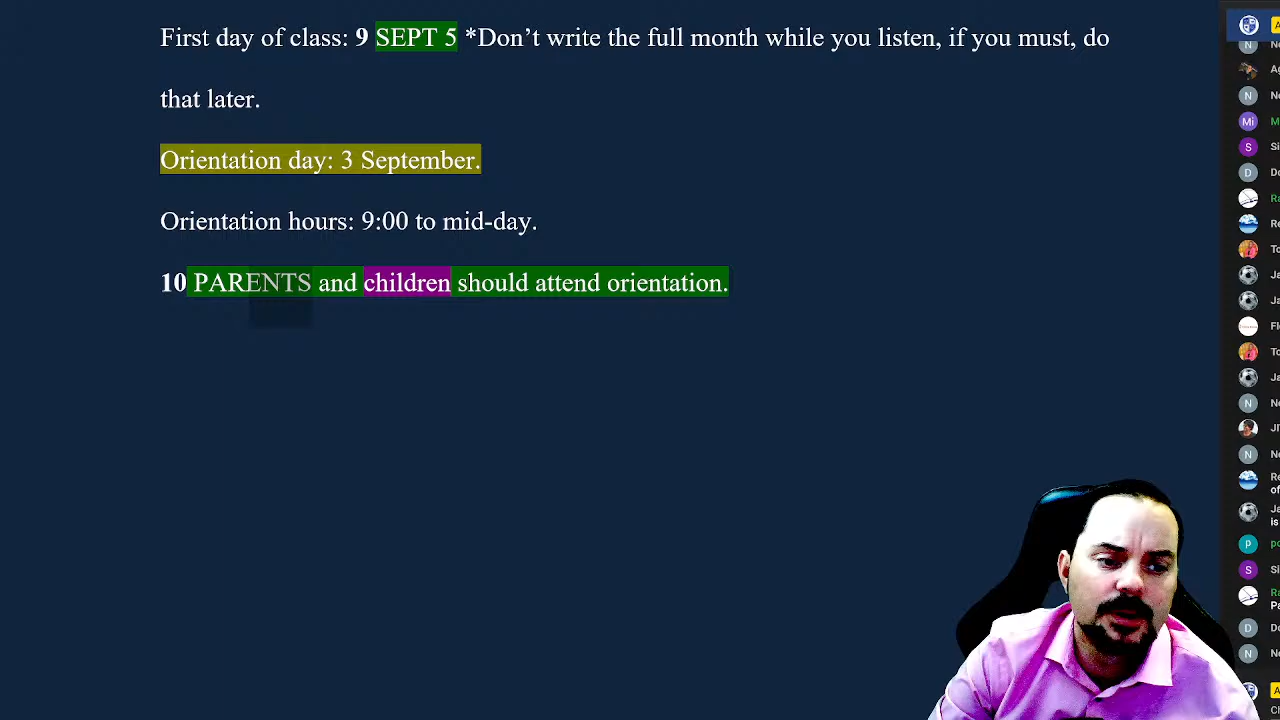 First day of class: 9 SEPT 5 *Don’t write the full month while you listen, if you must, do
that later.
Orientation day: 3 September.
Orientation hours: 9:00 to mid-day.
10 PARENTS and children should attend orientation.